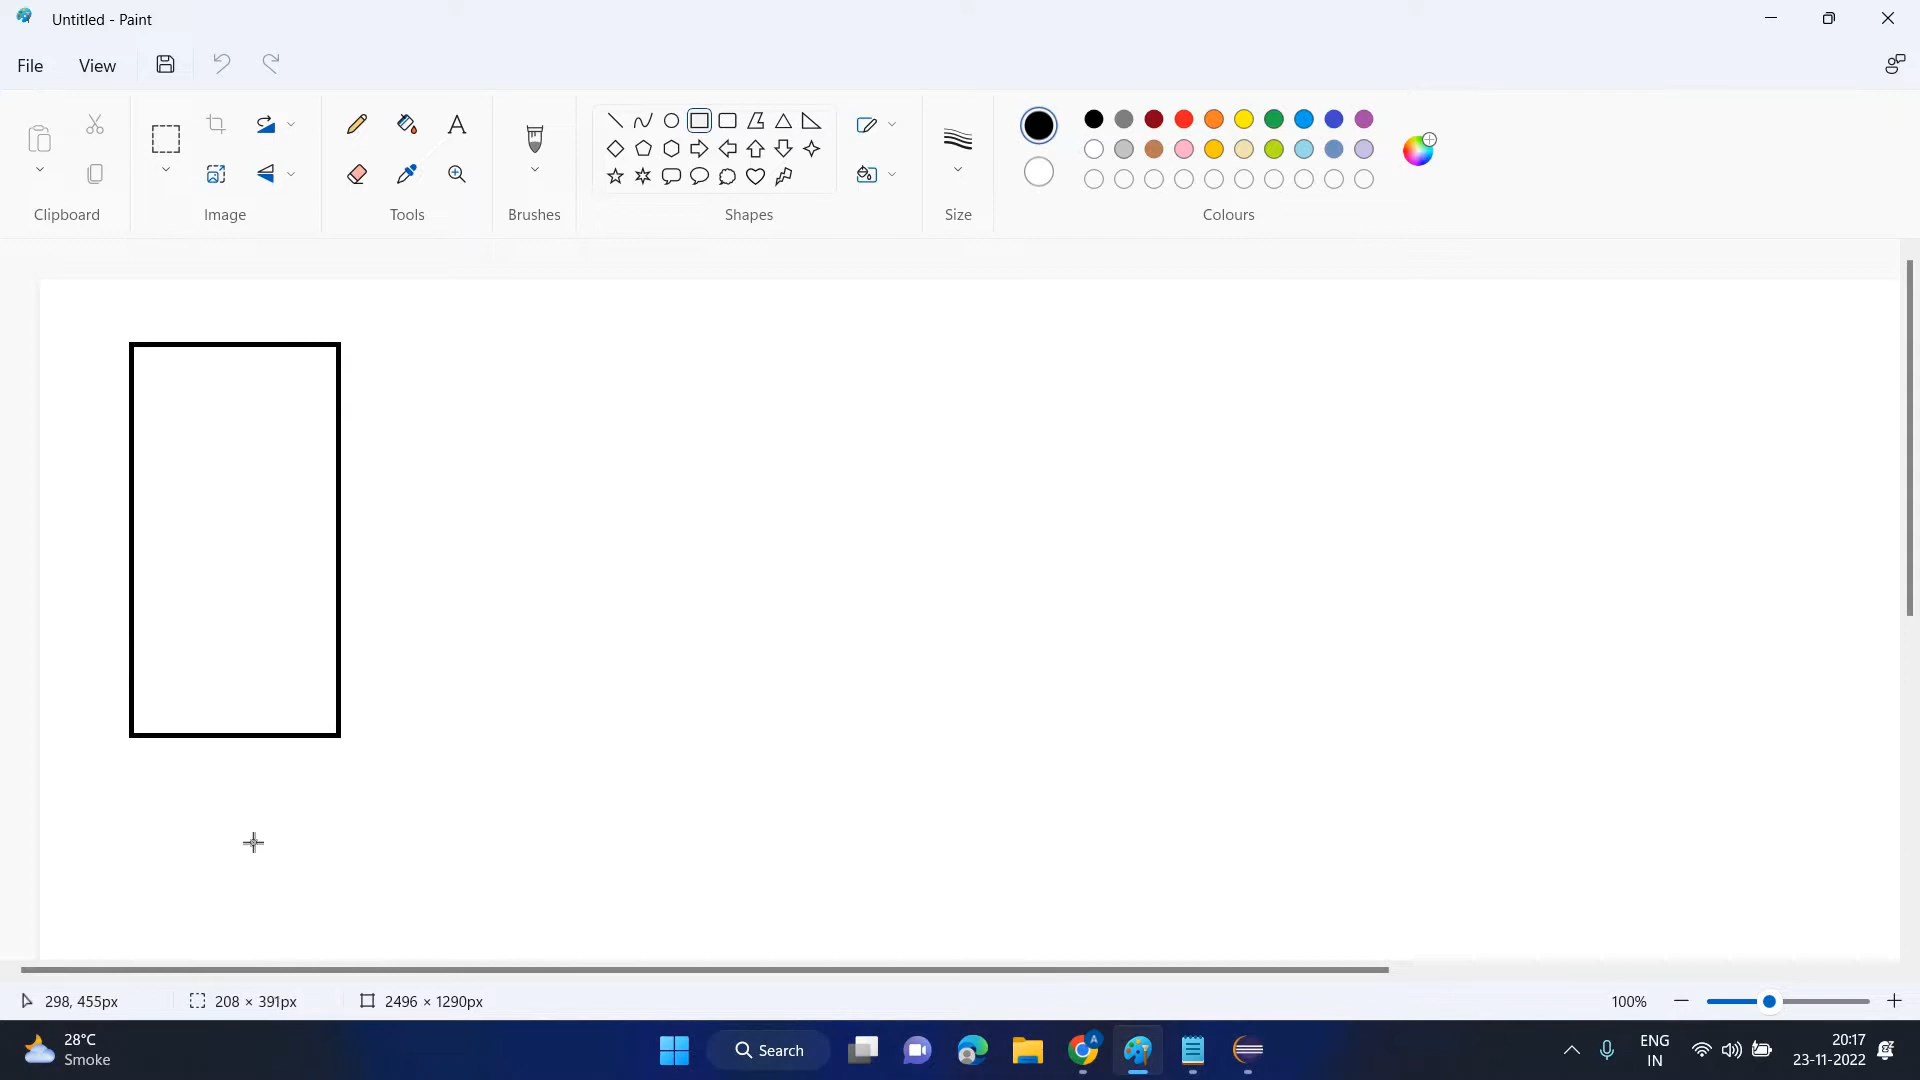 Untitled - Paint
File View
Clipboard Image Tools Brushes Shapes Size Colours
298, 455px 208 × 391px 2496 × 1290px 100%
28°C
Smoke
Search
A
ENG
IN
20:17
23-11-2022